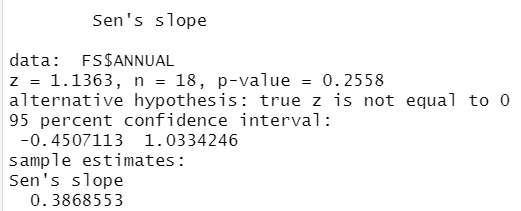 Sen's slope
data:  FS$ANNUAL
z = 1.1363, n = 18, p-value = 0.2558
alternative hypothesis: true z is not equal to 0
95 percent confidence interval:
-0.4507113  1.0334246
sample estimates:
Sen's slope
0.3868553